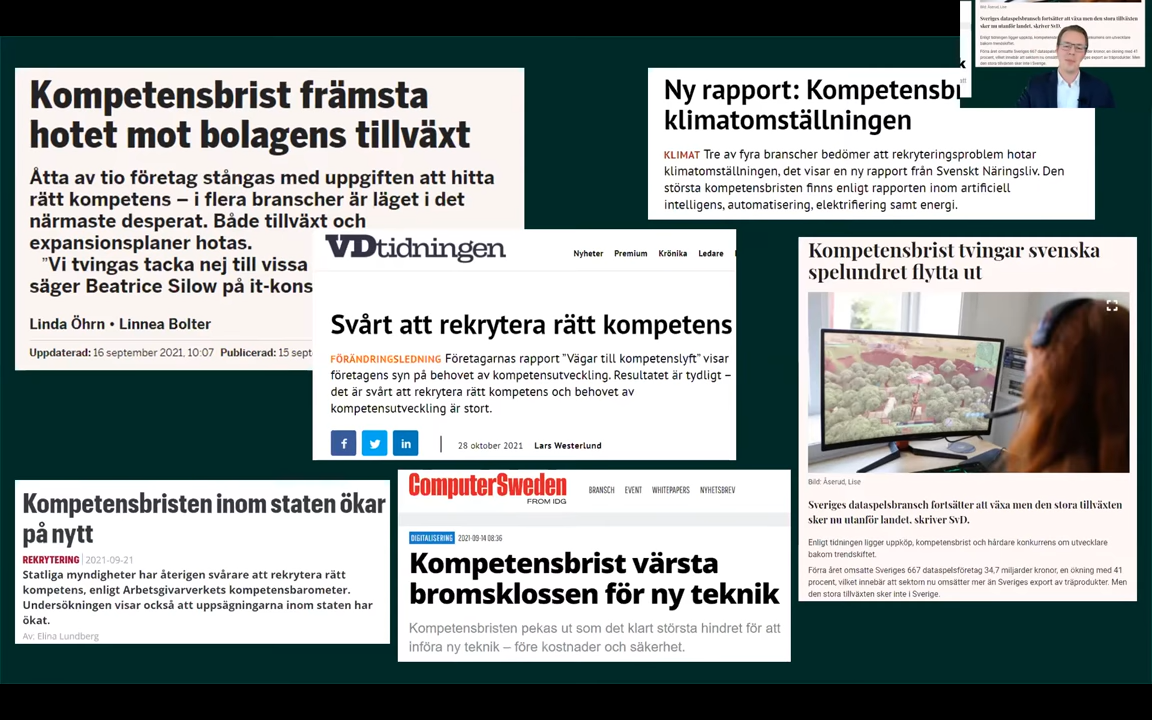 Kompetensbrist främsta
hotet mot bolagens tillväxt
Åtta av tio företag stångas med uppgiften att hitta
rätt kompetens – i flera branscher är läget i det
närmaste desperat. Både tillväxt och
expansionsplaner hotas.
"Vi tvingas tacka nej till vissa
säger Beatrice Silow på it-kons
Linda Öhrn • Linnea Bolter
Uppdaterad: 16 september 2021, 10:07 Publicerad: 15 sept
Ny rapport: Kompetensbr
klimatomställningen
KLIMAT Tre av fyra branscher bedömer att rekryteringsproblem hotar
klimatomställningen, det visar en ny rapport från Svenskt Näringsliv. Den
största kompetensbristen finns enligt rapporten inom artificiell
intelligens, automatisering, elektrifiering samt energi.
Sveriges dataspelsbransch fortsätter att växa men den stora tillväxten
sker nu utanför landet, skriver SvD.
VDtidningen
Nyheter Premium Krönika Ledare
Svårt att rekrytera rätt kompetens
FÖRÄNDRINGSLEDNING Företagarnas rapport "Vägar till kompetenslyft" visar
företagens syn på behovet av kompetensutveckling. Resultatet är tydligt –
det är svårt att rekrytera rätt kompetens och behovet av
kompetensutveckling är stort.
28 oktober 2021 Lars Westerlund
Kompetensbrist tvingar svenska
spelundret flytta ut
Bild: Åserud, Lise
Sveriges dataspelsbransch fortsätter att växa men den stora tillväxten
sker nu utanför landet, skriver SvD.
Enligt tidningen ligger uppköp, kompetensbrist och hårdare konkurrens om utvecklare
bakom trendskiftet.
Förra året omsatte Sveriges 667 dataspelsföretag 34,7 miljarder kronor, en ökning med 41
procent, vilket innebär att sektorn nu omsätter mer än Sveriges export av träprodukter. Men
den stora tillväxten sker inte i Sverige.
Kompetensbristen inom staten ökar
på nytt
REKRYTERING | 2021-09-21
Statliga myndigheter har återigen svårare att rekrytera rätt
kompetens, enligt Arbetsgivarverkets kompetensbarometer.
Undersökningen visar också att uppsägningarna inom staten har
ökat.
Av: Elina Lundberg
ComputerSweden
FROM IDG
BRANSCH EVENT WHITEPAPERS NYHETSBREV
DIGITALISERING 2021-09-14 08:36
Kompetensbrist värsta
bromsklossen för ny teknik
Kompetensbristen pekas ut som det klart största hindret för att
införa ny teknik – före kostnader och säkerhet.